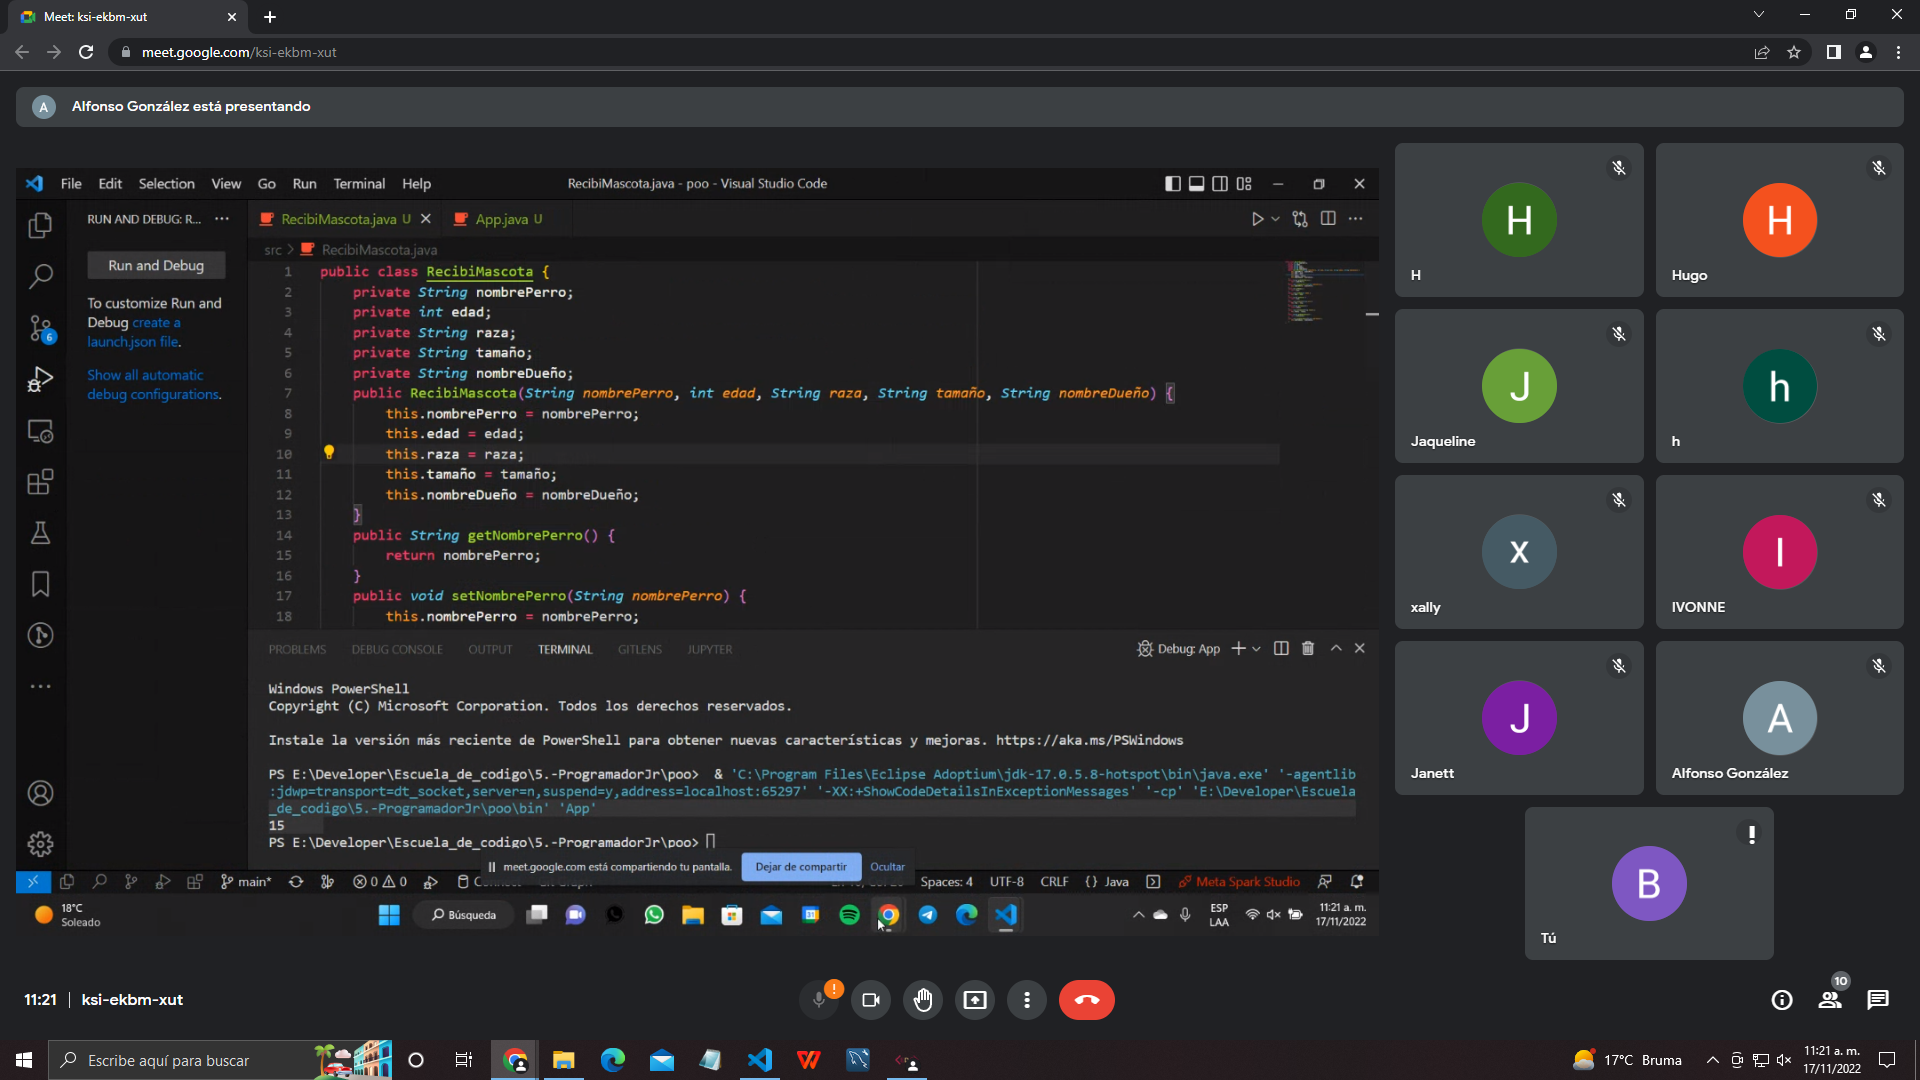 Meet: ksi-ekbm-xut
meet.google.com/ksi-ekbm-xut
A Alfonso González está presentando
File Edit Selection View Go Run Terminal Help
RecibiMascota.java - poo - Visual Studio Code
RUN AND DEBUG: R...
RecibiMascota.java U
App.java U
Run and Debug
To customize Run and
Debug create a
launch.json file.
Show all automatic
debug configurations.
6
src > RecibiMascota.java
1 public class RecibiMascota {
2 private String nombrePerro;
3 private int edad;
4 private String raza;
5 private String tamaño;
6 private String nombreDueño;
7 public RecibiMascota(String nombrePerro, int edad, String raza, String tamaño, String nombreDueño) {
8 this.nombrePerro = nombrePerro;
9 this.edad = edad;
10 this.raza = raza;
11 this.tamaño = tamaño;
12 this.nombreDueño = nombreDueño;
13 }
14 public String getNombrePerro() {
15 return nombrePerro;
16 }
17 public void setNombrePerro(String nombrePerro) {
18 this.nombrePerro = nombrePerro;
PROBLEMS DEBUG CONSOLE OUTPUT TERMINAL GITLENS JUPYTER
Debug: App
Windows PowerShell
Copyright (C) Microsoft Corporation. Todos los derechos reservados.
Instale la versión más reciente de PowerShell para obtener nuevas características y mejoras. https://aka.ms/PSWindows
PS E:\Developer\Escuela_de_codigo\5.-ProgramadorJr\poo> & 'C:\Program Files\Eclipse Adoptium\jdk-17.0.5.8-hotspot\bin\java.exe' '-agentlib
:jdwp=transport=dt_socket,server=n,suspend=y,address=localhost:65297' '-XX:+ShowCodeDetailsInExceptionMessages' '-cp' 'E:\Developer\Escuela
_de_codigo\5.-ProgramadorJr\poo\bin' 'App'
15
PS E:\Developer\Escuela_de_codigo\5.-ProgramadorJr\poo>
meet.google.com está compartiendo tu pantalla.
Dejar de compartir
Ocultar
main*
0 0
Spaces: 4 UTF-8 CRLF {} Java
Meta Spark Studio
18°C
Soleado
Búsqueda
ESP
LAA
11:21 a. m.
17/11/2022
H
H
H
Hugo
J
Jaqueline
h
h
x
xally
I
IVONNE
J
Janett
A
Alfonso González
B
Tú
11:21 | ksi-ekbm-xut
10
Escribe aquí para buscar
17°C Bruma
11:21 a. m.
17/11/2022